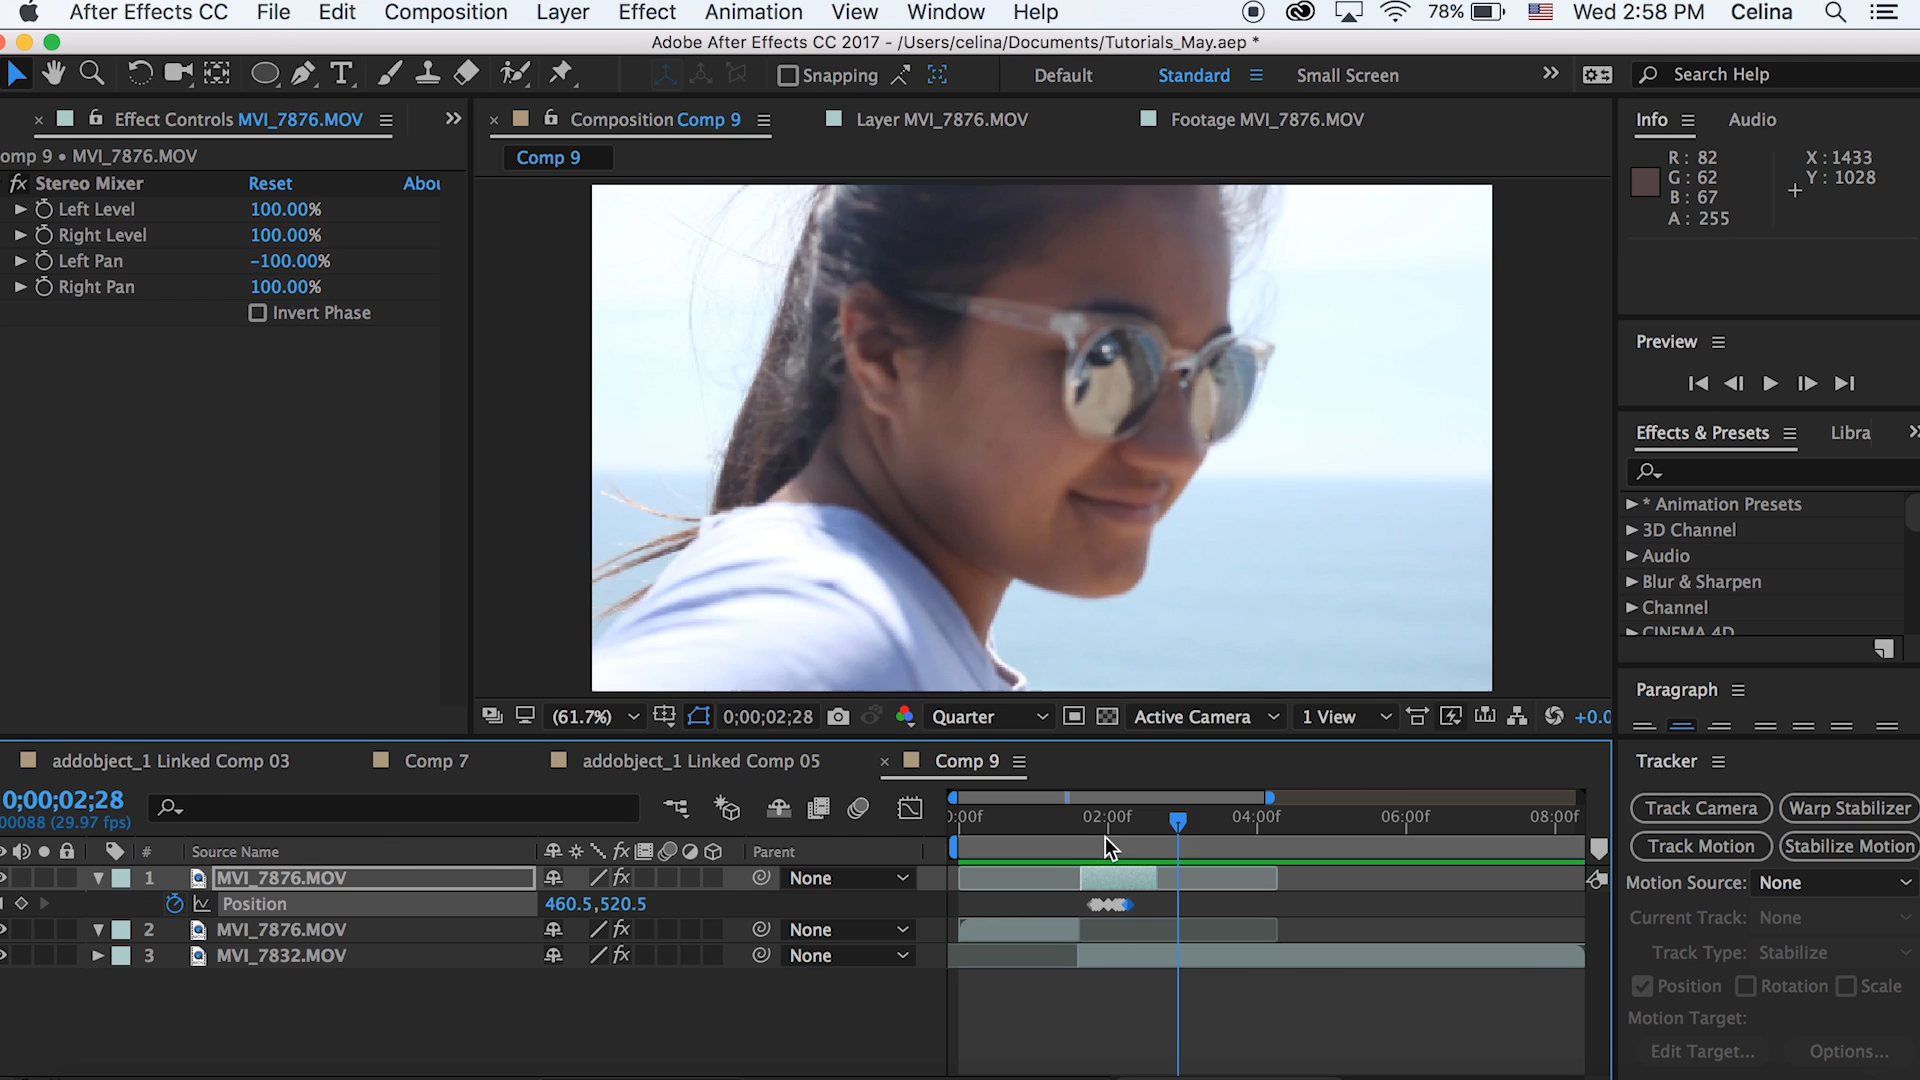 After Effects CC File Edit Composition Layer Effect Animation View Window Help 78% Wed 2:58 PM Celina
Adobe After Effects CC 2017 - /Users/celina/Documents/Tutorials_May.aep *
T Snapping Default Standard Small Screen Search Help
Effect Controls MVI_7876.MOV
omp 9 • MVI_7876.MOV
fx Stereo Mixer Reset Abou
Left Level 100.00%
Right Level 100.00%
Left Pan -100.00%
Right Pan 100.00%
Invert Phase
Composition Comp 9 Layer MVI_7876.MOV Footage MVI_7876.MOV
Comp 9
(61.7%) 0;00;02;28 Quarter Active Camera 1 View +0.0
Info Audio
R: 82 X: 1433
G: 62 Y: 1028
B: 67
A: 255
Preview
Effects & Presets Libra
* Animation Presets
3D Channel
Audio
Blur & Sharpen
Channel
CINEMA 4D
Paragraph
addobject_1 Linked Comp 03 Comp 7 addobject_1 Linked Comp 05 Comp 9
0;00;02;28
00088 (29.97 fps)
):00f 02:00f 04:00f 06:00f 08:00f
# Source Name fx Parent
1 MVI_7876.MOV fx None
Position 460.5,520.5
2 MVI_7876.MOV fx None
3 MVI_7832.MOV fx None
Tracker
Track Camera Warp Stabilizer
Track Motion Stabilize Motion
Motion Source: None
Current Track: None
Track Type: Stabilize
Position Rotation Scale
Motion Target:
Edit Target... Options...